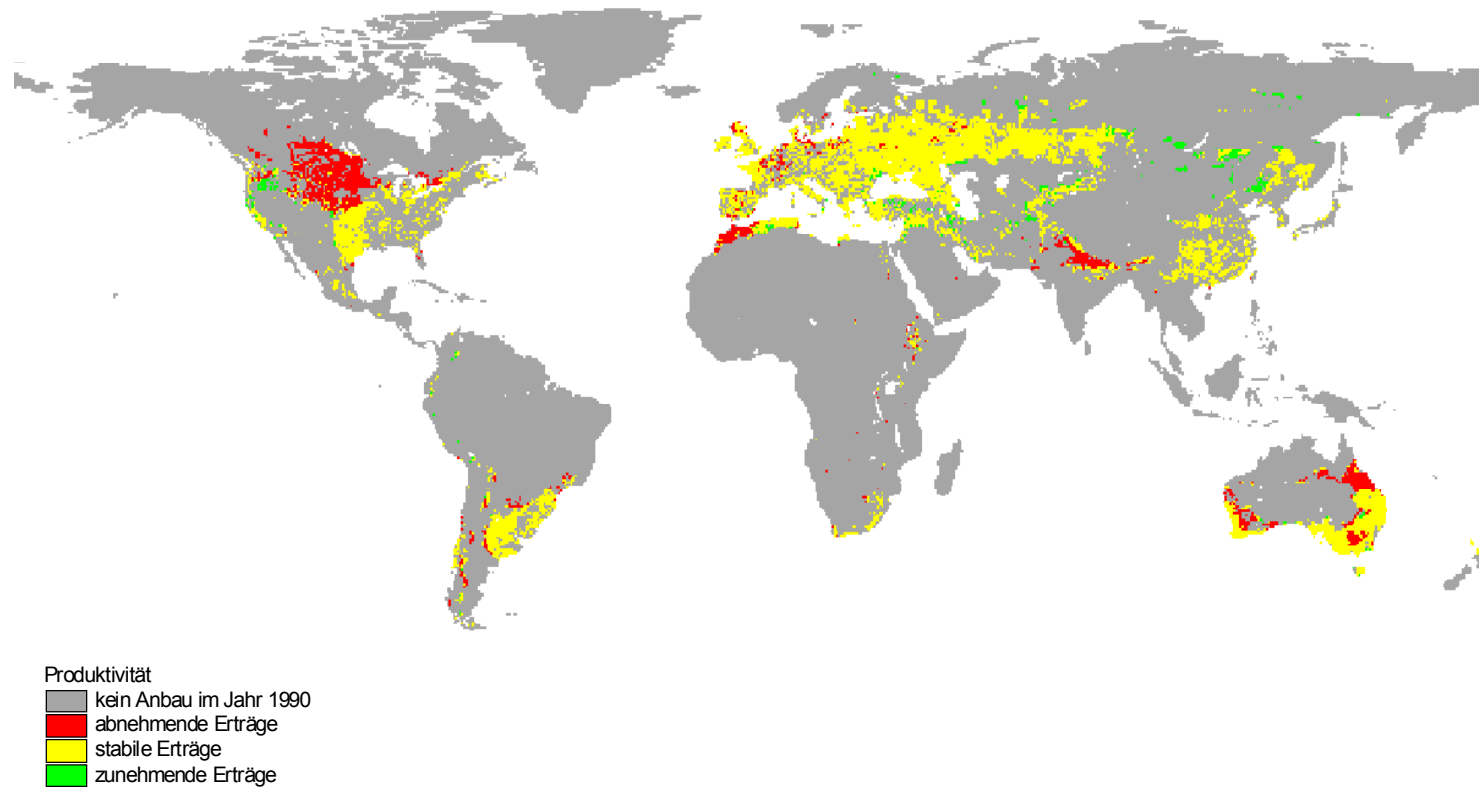 Produktivität
kein Anbau im Jahr 1990
abnehmende Erträge
stabile Erträge
zunehmende Erträge